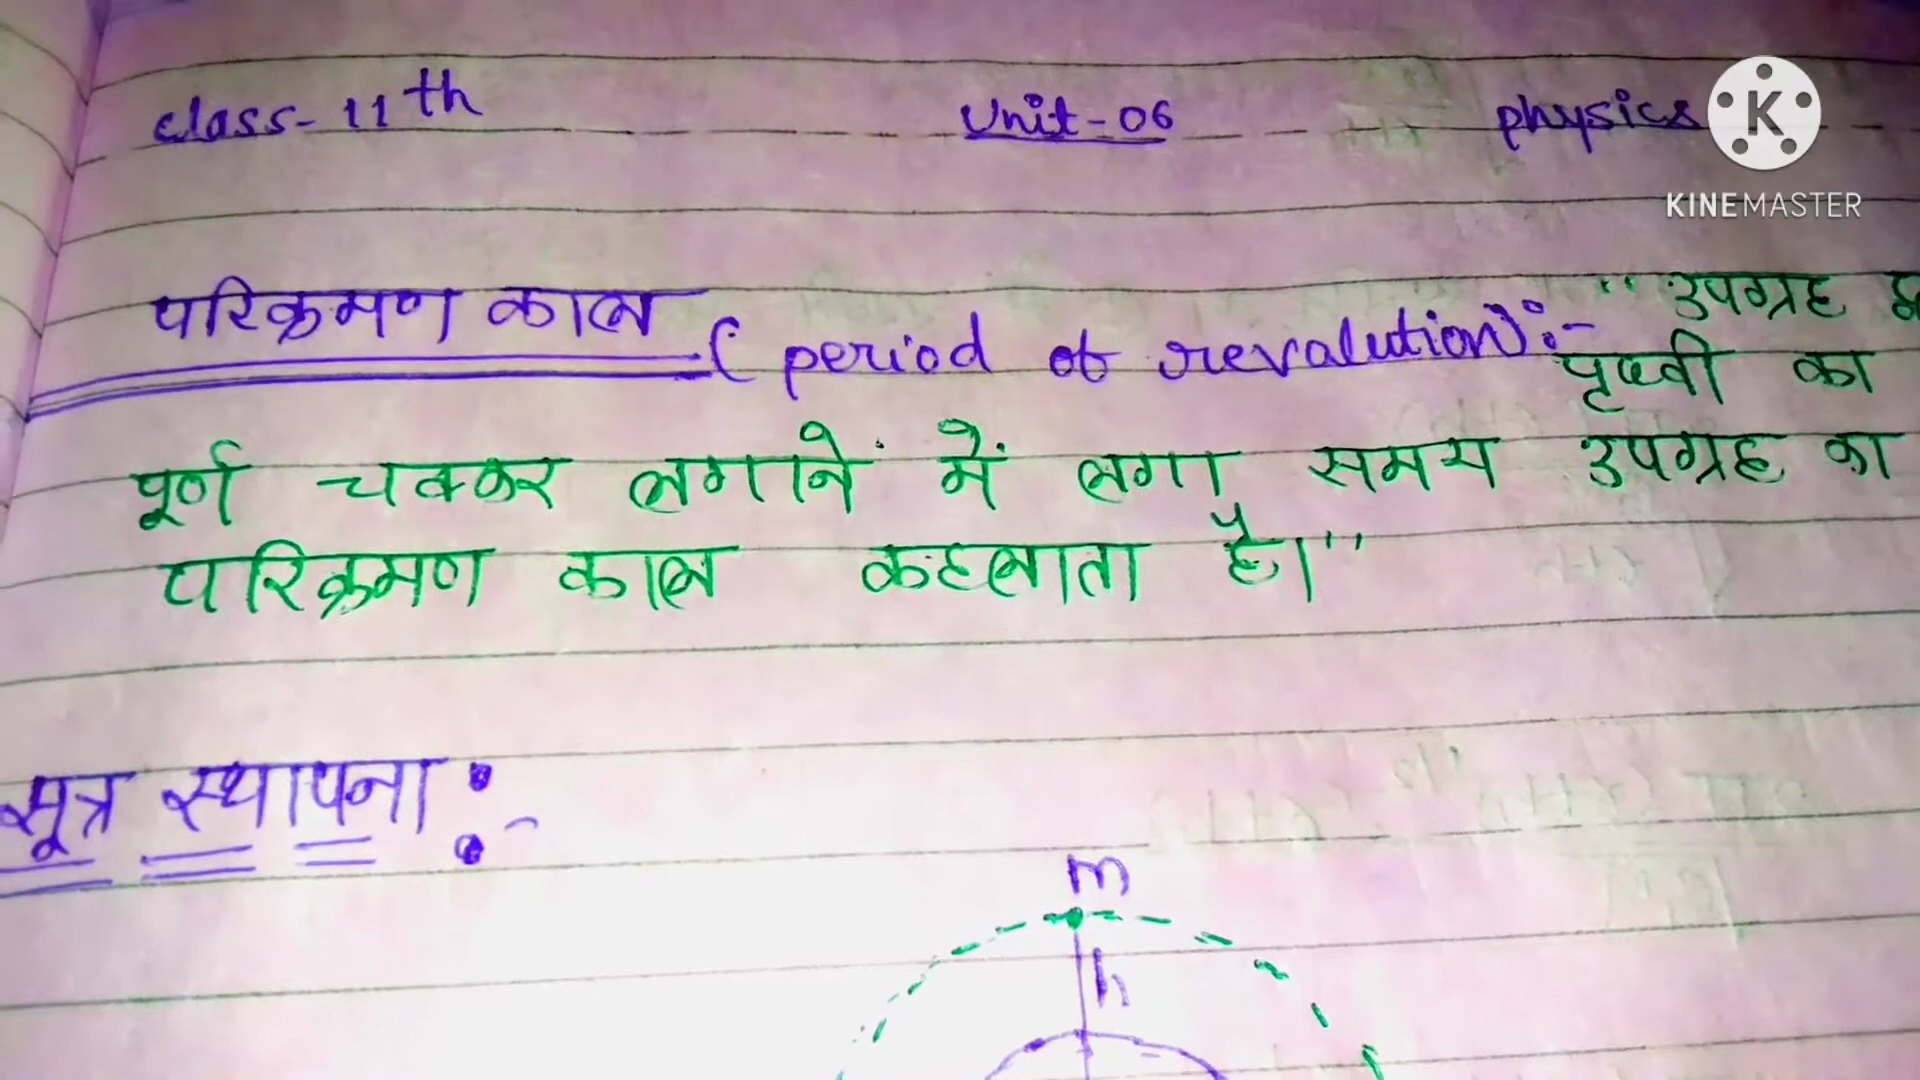 class- 11th Unit-06 physics
KINEMASTER
परिक्रमण काल (period of revalution):- "उपग्रह
पृथ्वी का
पूर्ण चक्कर लगानें में लगा समय उपग्रह का
परिक्रमण काल कहलाता है।"
सूत्र स्थापना :-
m
h